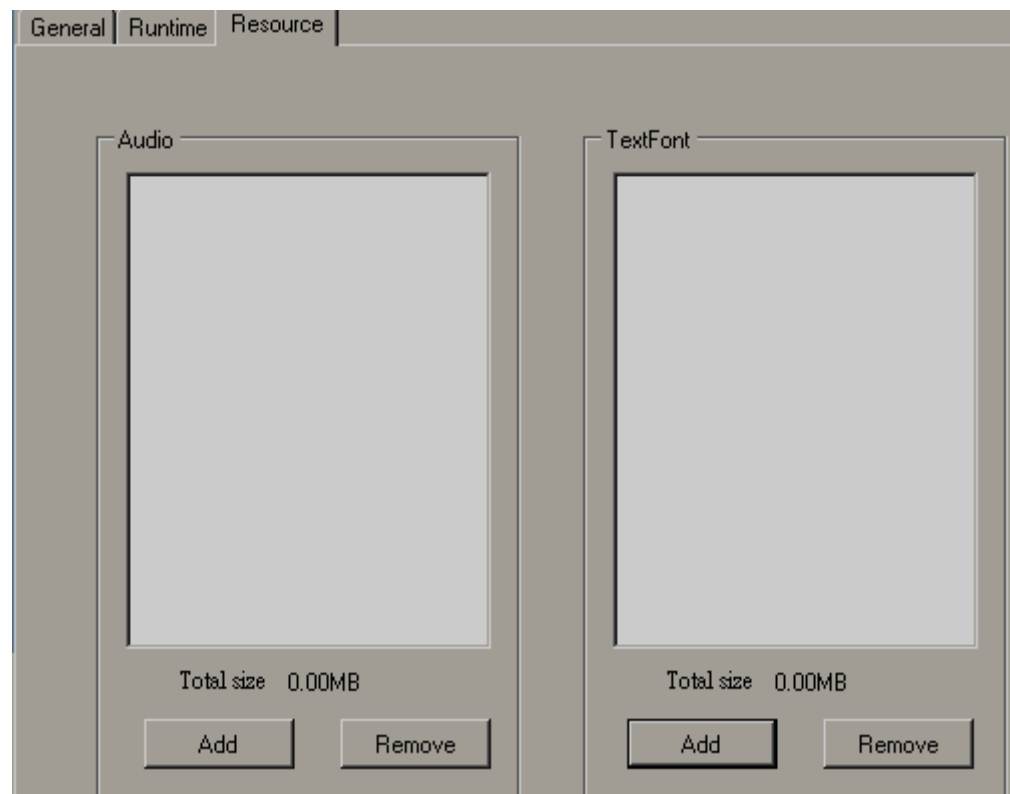 General Runtime Resource
Audio
TextFont
Total size 0.00MB
Total size 0.00MB
Add Remove
Add Remove